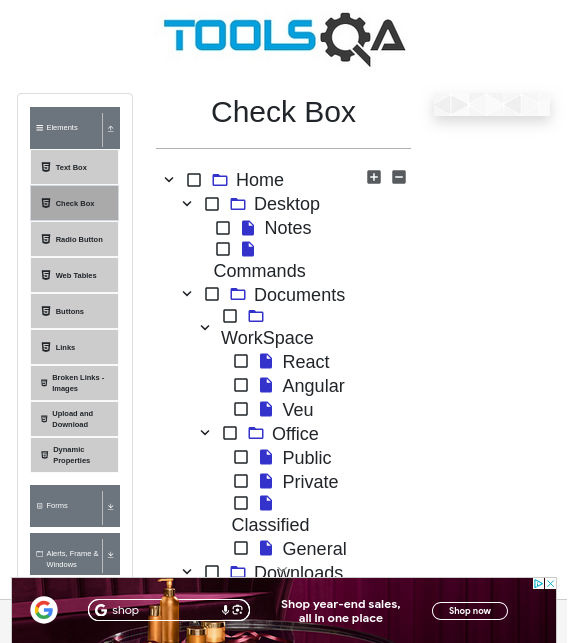 TOOLSQA
Check Box
Elements
Text Box
Check Box
Radio Button
Web Tables
Buttons
Links
Broken Links -
Images
Upload and
Download
Dynamic
Properties
Forms
Alerts, Frame &
Windows
Home
Desktop
Notes
Commands
Documents
WorkSpace
React
Angular
Veu
Office
Public
Private
Classified
General
Downloads
G shop
Shop year-end sales,
all in one place
Shop now